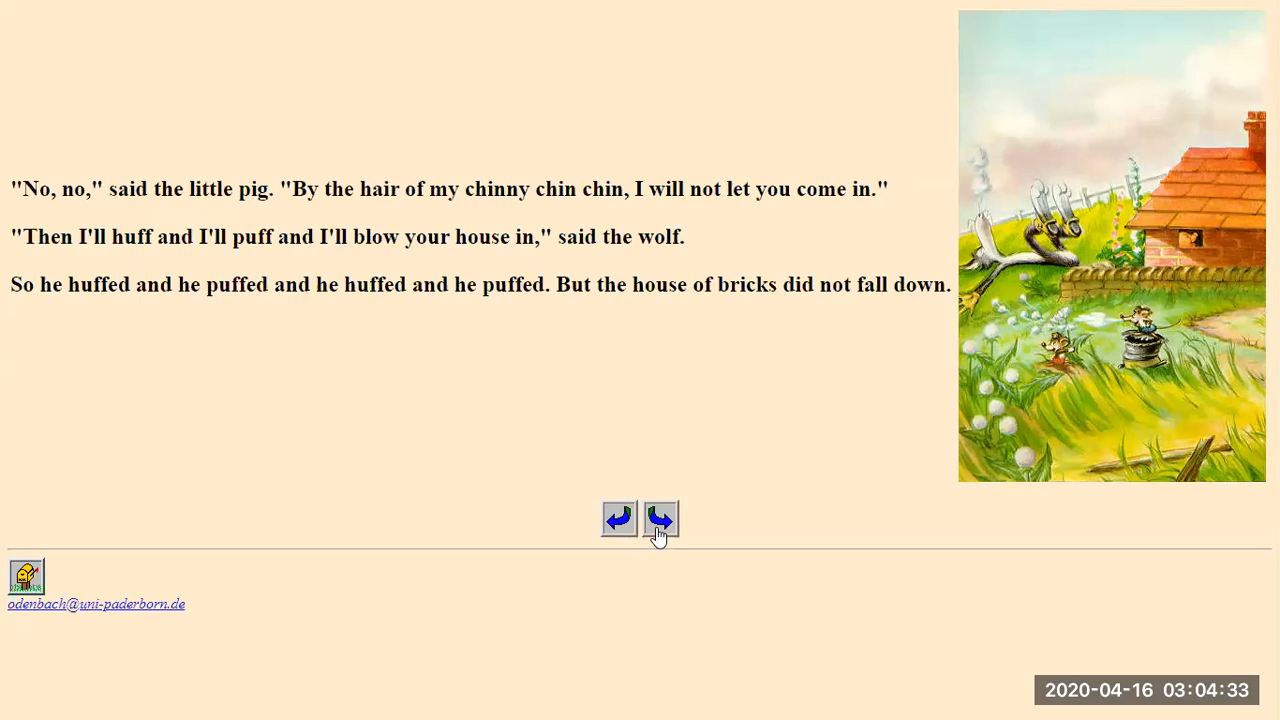 "No, no," said the little pig. "By the hair of my chinny chin chin, I will not let you come in."
"Then I'll huff and I'll puff and I'll blow your house in," said the wolf.
So he huffed and he puffed and he huffed and he puffed. But the house of bricks did not fall down.
odenbach@uni-paderborn.de
2020-04-16 03:04:33